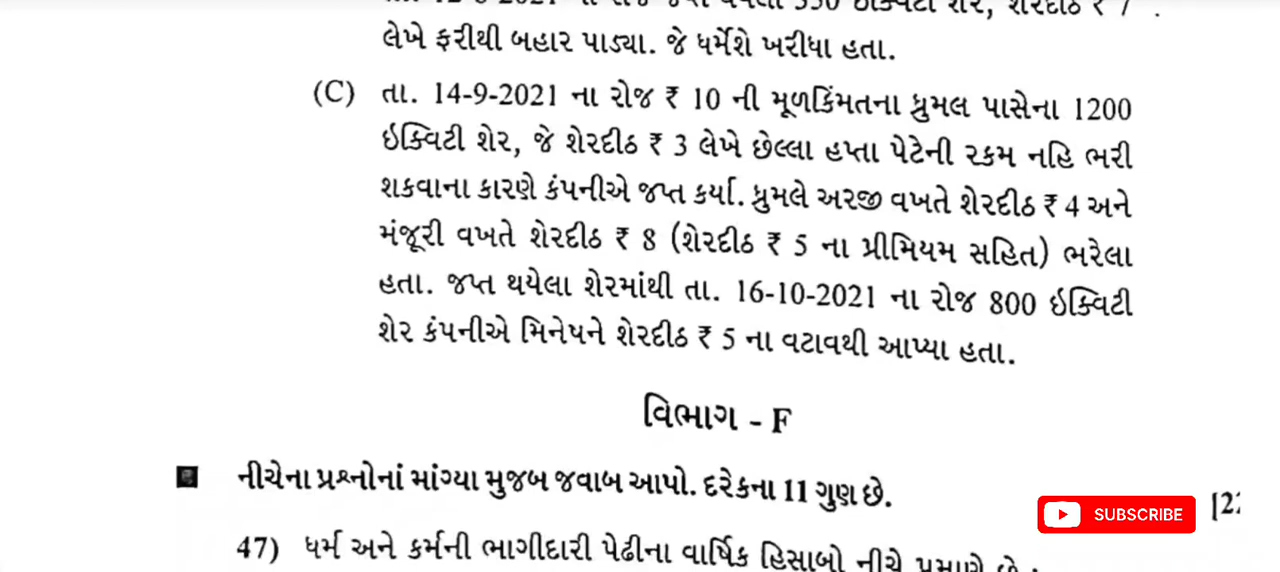 લેખે ફરીથી બહાર પાડ્યા. જે ધર્મેશે ખરીધા હતા.
(C) તા. 14-9-2021 ના રોજ ₹ 10 ની મૂળકિંમતના ધ્રુમલ પાસેના 1200
ઇક્વિટી શેર, જે શેરદીઠ ₹ 3 લેખે છેલ્લા હપ્તા પેટેની રકમ નહિ ભરી
શકવાના કારણે કંપનીએ જપ્ત કર્યા. ધ્રુમલે અરજી વખતે શેરદીઠ ₹ 4 અને
મંજૂરી વખતે શેરદીઠ ₹ 8 (શેરદીઠ ₹ 5 ના પ્રીમિયમ સહિત) ભરેલા
હતા. જપ્ત થયેલા શેરમાંથી તા. 16-10-2021 ના રોજ 800 ઇક્વિટી
શેર કંપનીએ મિનેષને શેરદીઠ ₹ 5 ના વટાવથી આપ્યા હતા.
વિભાગ - F
નીચેના પ્રશ્નોનાં માંગ્યા મુજબ જવાબ આપો. દરેકના 11 ગુણ છે.
SUBSCRIBE
47) ધર્મ અને કર્મની ભાગીદારી પેઢીના વાર્ષિક હિસાબો નીચે પ્રમાણે છે :